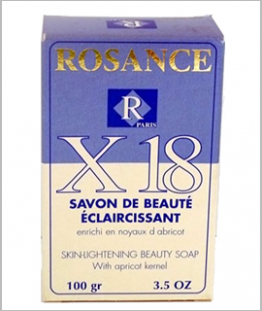 ROSANCE
R
PARIS
X 18
SAVON DE BEAUTÉ
ÉCLAIRCISSANT
enrichi en noyaux d'abricot
SKIN-LIGHTENING BEAUTY SOAP
With apricot kernel
100 gr 3.5 OZ